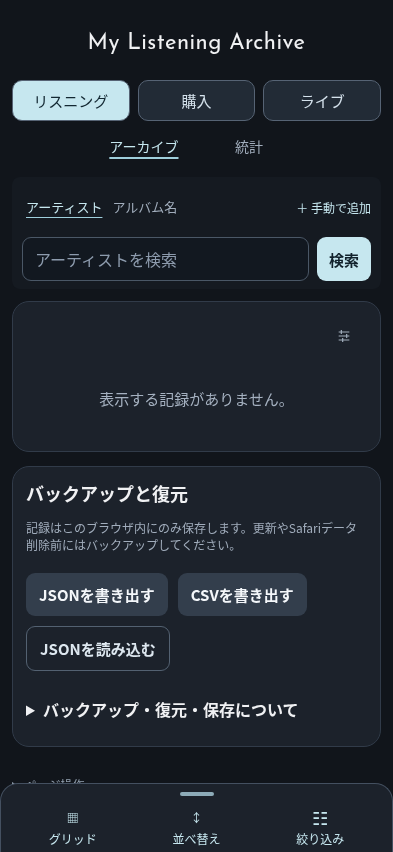 My Listening Archive
リスニング 購入 ライブ
アーカイブ 統計
アーティスト アルバム名 ＋ 手動で追加
アーティストを検索 検索
表示する記録がありません。
バックアップと復元
記録はこのブラウザ内にのみ保存します。更新やSafariデータ
削除前にはバックアップしてください。
JSONを書き出す CSVを書き出す
JSONを読み込む
▶ バックアップ・復元・保存について
グリッド 並べ替え 絞り込み